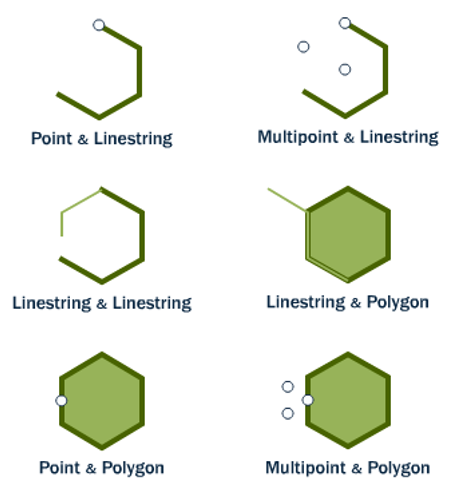 Point & Linestring
Multipoint & Linestring
Linestring & Linestring
Linestring & Polygon
Point & Polygon
Multipoint & Polygon